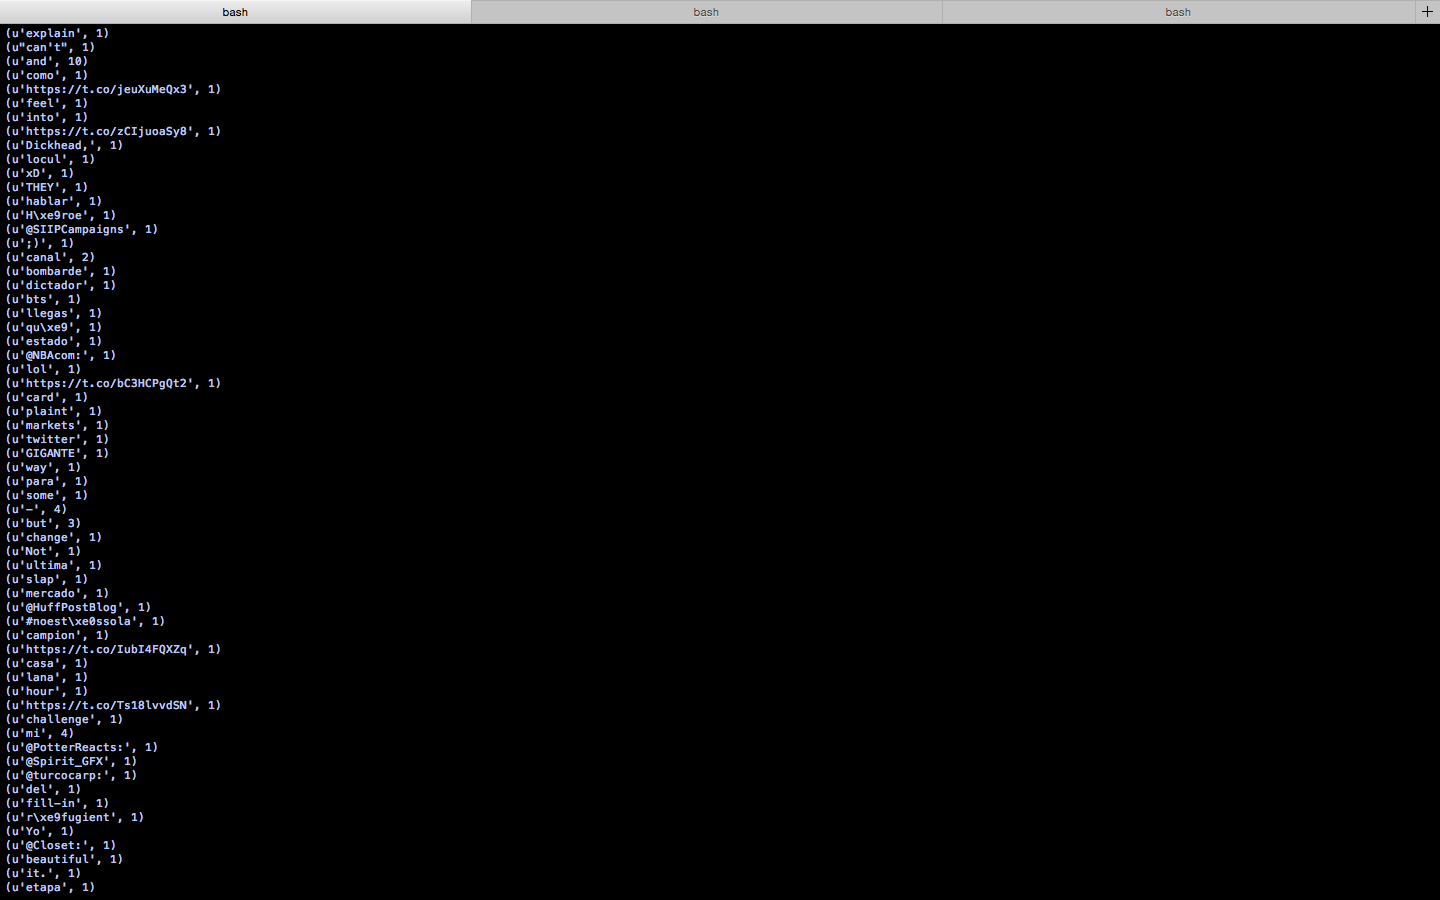 bash bash bash +
(u'explain', 1)
(u"can't", 1)
(u'and', 10)
(u'como', 1)
(u'https://t.co/jeuXuMeQx3', 1)
(u'feel', 1)
(u'into', 1)
(u'https://t.co/zCIjuoaSy8', 1)
(u'Dickhead,', 1)
(u'locul', 1)
(u'xD', 1)
(u'THEY', 1)
(u'hablar', 1)
(u'H\xe9roe', 1)
(u'@SIIPCampaigns', 1)
(u';)', 1)
(u'canal', 2)
(u'bombarde', 1)
(u'dictador', 1)
(u'bts', 1)
(u'llegas', 1)
(u'qu\xe9', 1)
(u'estado', 1)
(u'@NBAcom:', 1)
(u'lol', 1)
(u'https://t.co/bC3HCPgQt2', 1)
(u'card', 1)
(u'plaint', 1)
(u'markets', 1)
(u'twitter', 1)
(u'GIGANTE', 1)
(u'way', 1)
(u'para', 1)
(u'some', 1)
(u'-', 4)
(u'but', 3)
(u'change', 1)
(u'Not', 1)
(u'ultima', 1)
(u'slap', 1)
(u'mercado', 1)
(u'@HuffPostBlog', 1)
(u'#noest\xe0ssola', 1)
(u'campion', 1)
(u'https://t.co/IubI4FQXZq', 1)
(u'casa', 1)
(u'lana', 1)
(u'hour', 1)
(u'https://t.co/Ts18lvvdSN', 1)
(u'challenge', 1)
(u'mi', 4)
(u'@PotterReacts:', 1)
(u'@Spirit_GFX', 1)
(u'@turcocarp:', 1)
(u'del', 1)
(u'fill-in', 1)
(u'r\xe9fugient', 1)
(u'Yo', 1)
(u'@Closet:', 1)
(u'beautiful', 1)
(u'it.', 1)
(u'etapa', 1)